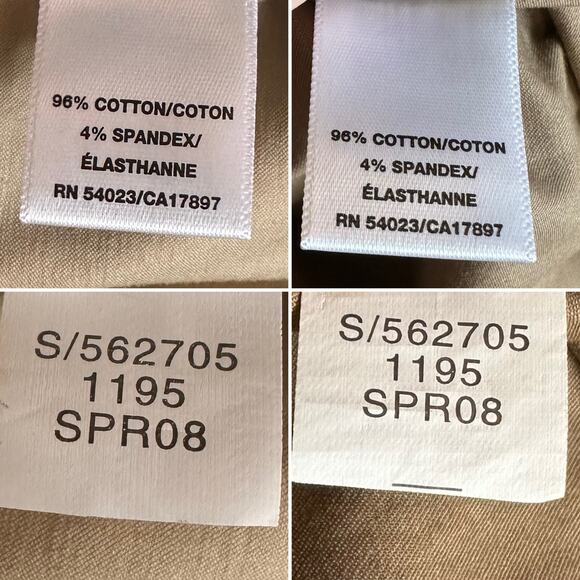 96% COTTON/COTON
4% SPANDEX/
ÉLASTHANNE
RN 54023/CA17897
96% COTTON/COTON
4% SPANDEX/
ÉLASTHANNE
RN 54023/CA17897
S/562705
1195
SPR08
S/562705
1195
SPR08